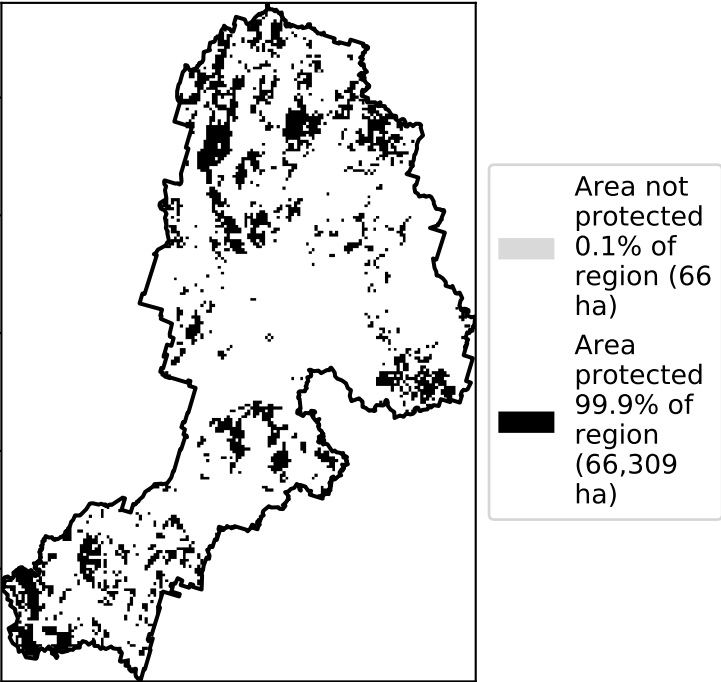 Area not
protected
0.1% of
region (66
ha)
Area
protected
99.9% of
region
(66,309
ha)